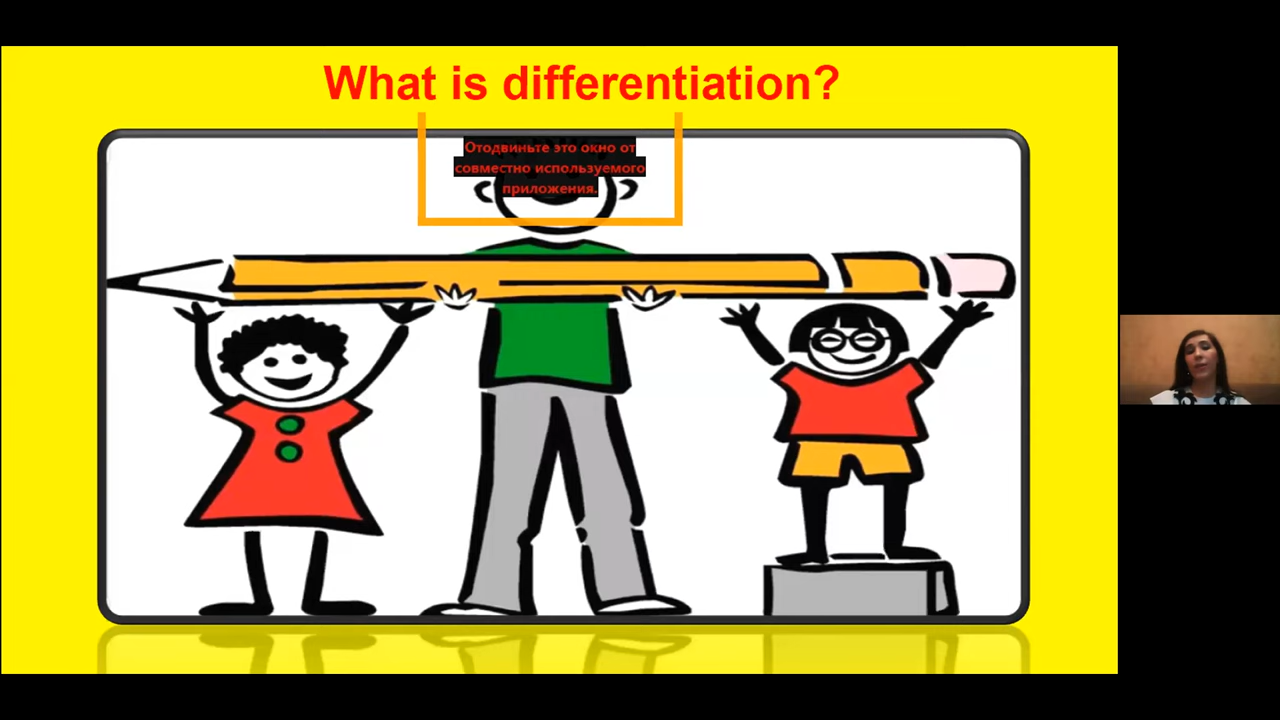 What is differentiation?
Отодвиньте это окно от
совместно используемого
приложения.